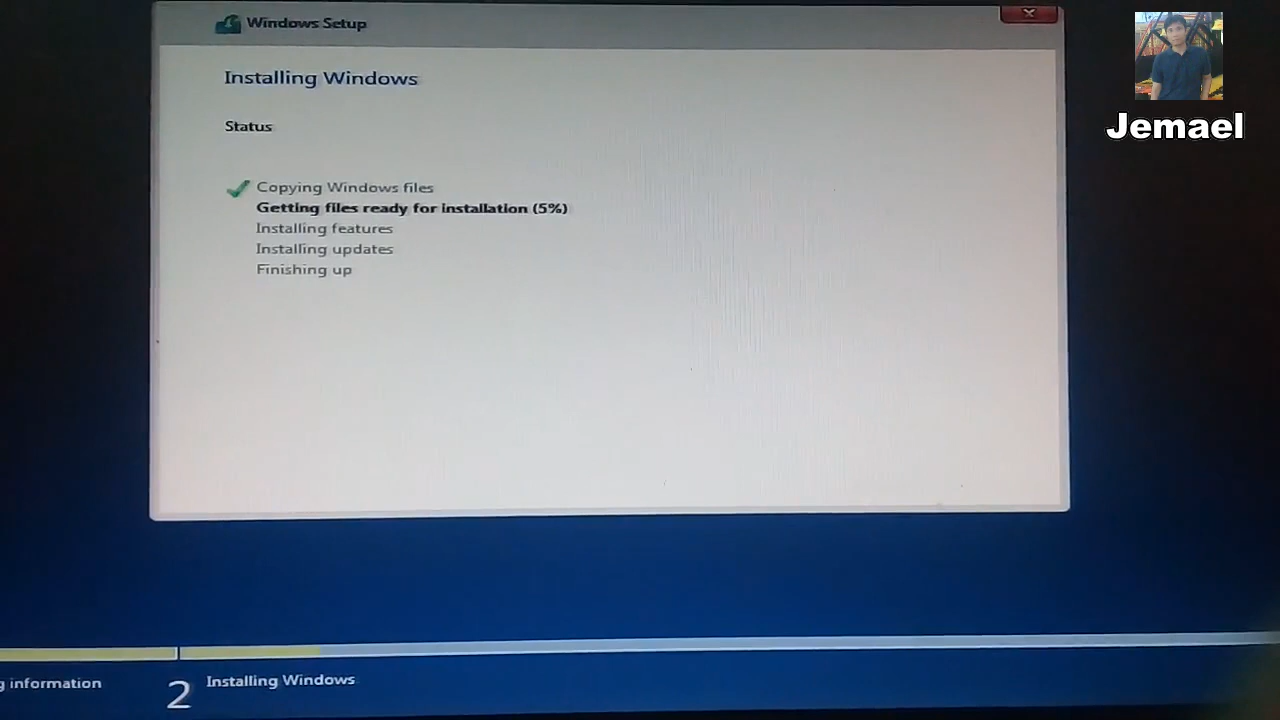 Windows Setup
Jemael
Installing Windows
Status
Copying Windows files
Getting files ready for installation (5%)
Installing features
Installing updates
Finishing up
g information
2 Installing Windows